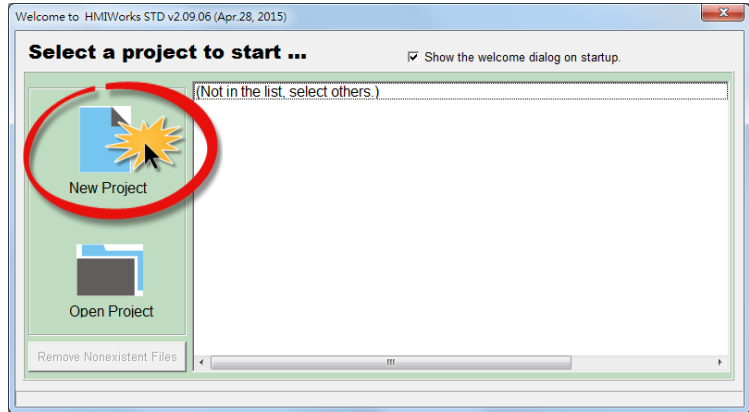 Welcome to HMIWorks STD v2.09.06 (Apr.28, 2015)
Select a project to start ...
Show the welcome dialog on startup.
(Not in the list, select others.)
New Project
Open Project
Remove Nonexistent Files